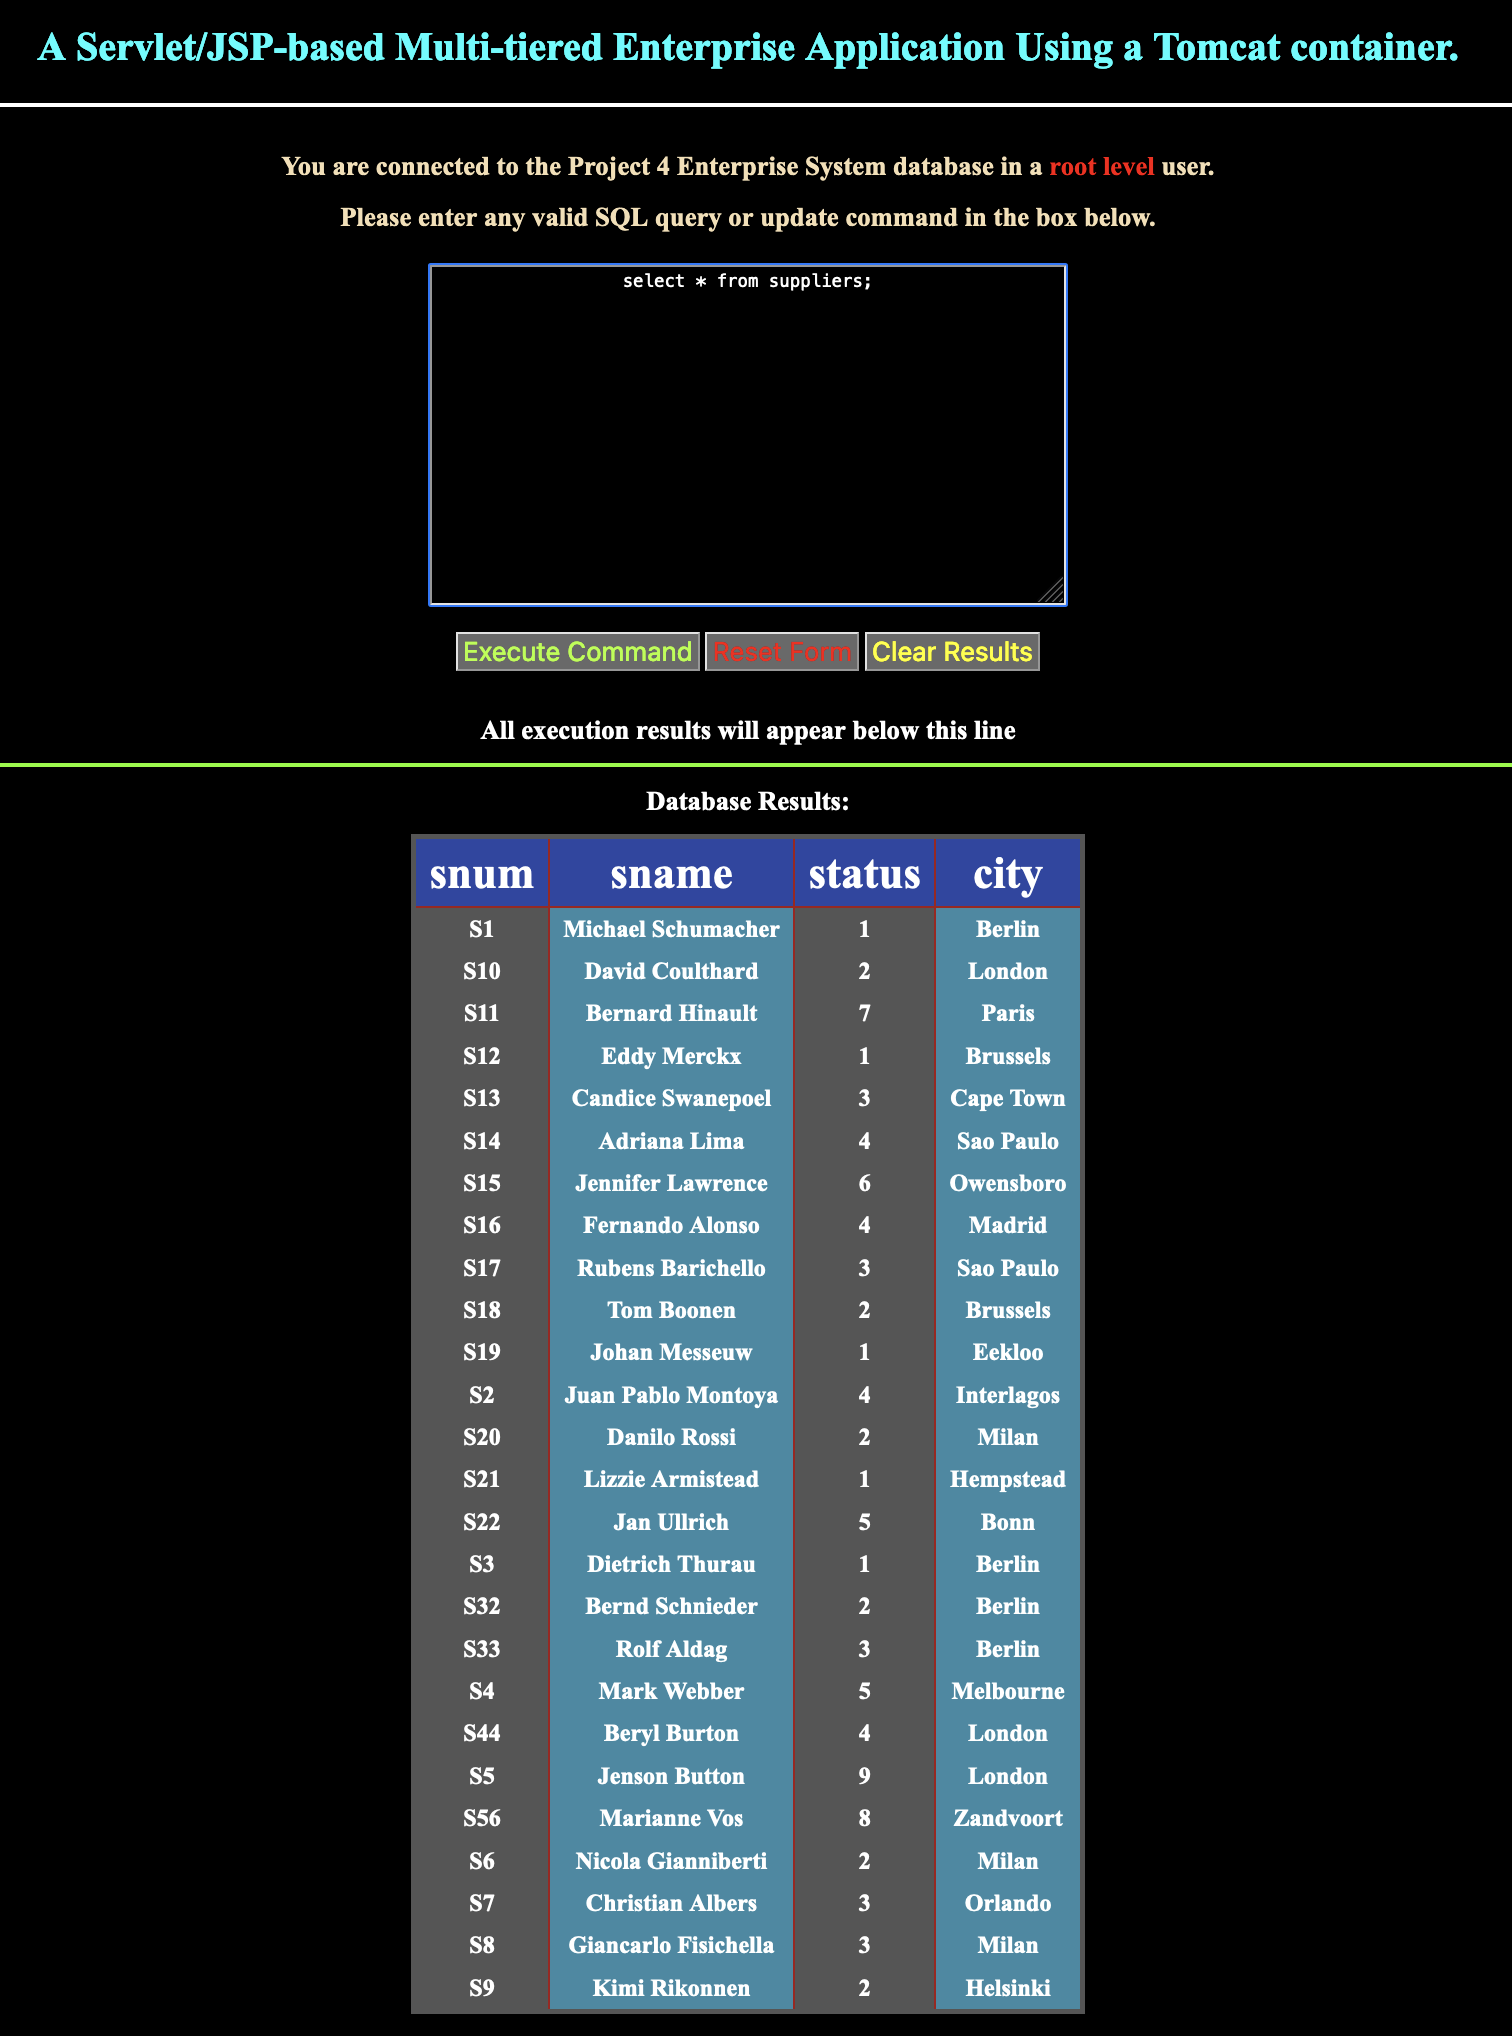 A Servlet/JSP-based Multi-tiered Enterprise Application Using a Tomcat container.
You are connected to the Project 4 Enterprise System database in a root level user.
Please enter any valid SQL query or update command in the box below.
select * from suppliers;
Execute Command Reset Form Clear Results
All execution results will appear below this line
Database Results:
snum sname status city
S1 Michael Schumacher 1 Berlin
S10 David Coulthard 2 London
S11 Bernard Hinault 7 Paris
S12 Eddy Merckx 1 Brussels
S13 Candice Swanepoel 3 Cape Town
S14 Adriana Lima 4 Sao Paulo
S15 Jennifer Lawrence 6 Owensboro
S16 Fernando Alonso 4 Madrid
S17 Rubens Barichello 3 Sao Paulo
S18 Tom Boonen 2 Brussels
S19 Johan Messeuw 1 Eekloo
S2 Juan Pablo Montoya 4 Interlagos
S20 Danilo Rossi 2 Milan
S21 Lizzie Armistead 1 Hempstead
S22 Jan Ullrich 5 Bonn
S3 Dietrich Thurau 1 Berlin
S32 Bernd Schnieder 2 Berlin
S33 Rolf Aldag 3 Berlin
S4 Mark Webber 5 Melbourne
S44 Beryl Burton 4 London
S5 Jenson Button 9 London
S56 Marianne Vos 8 Zandvoort
S6 Nicola Gianniberti 2 Milan
S7 Christian Albers 3 Orlando
S8 Giancarlo Fisichella 3 Milan
S9 Kimi Rikonnen 2 Helsinki